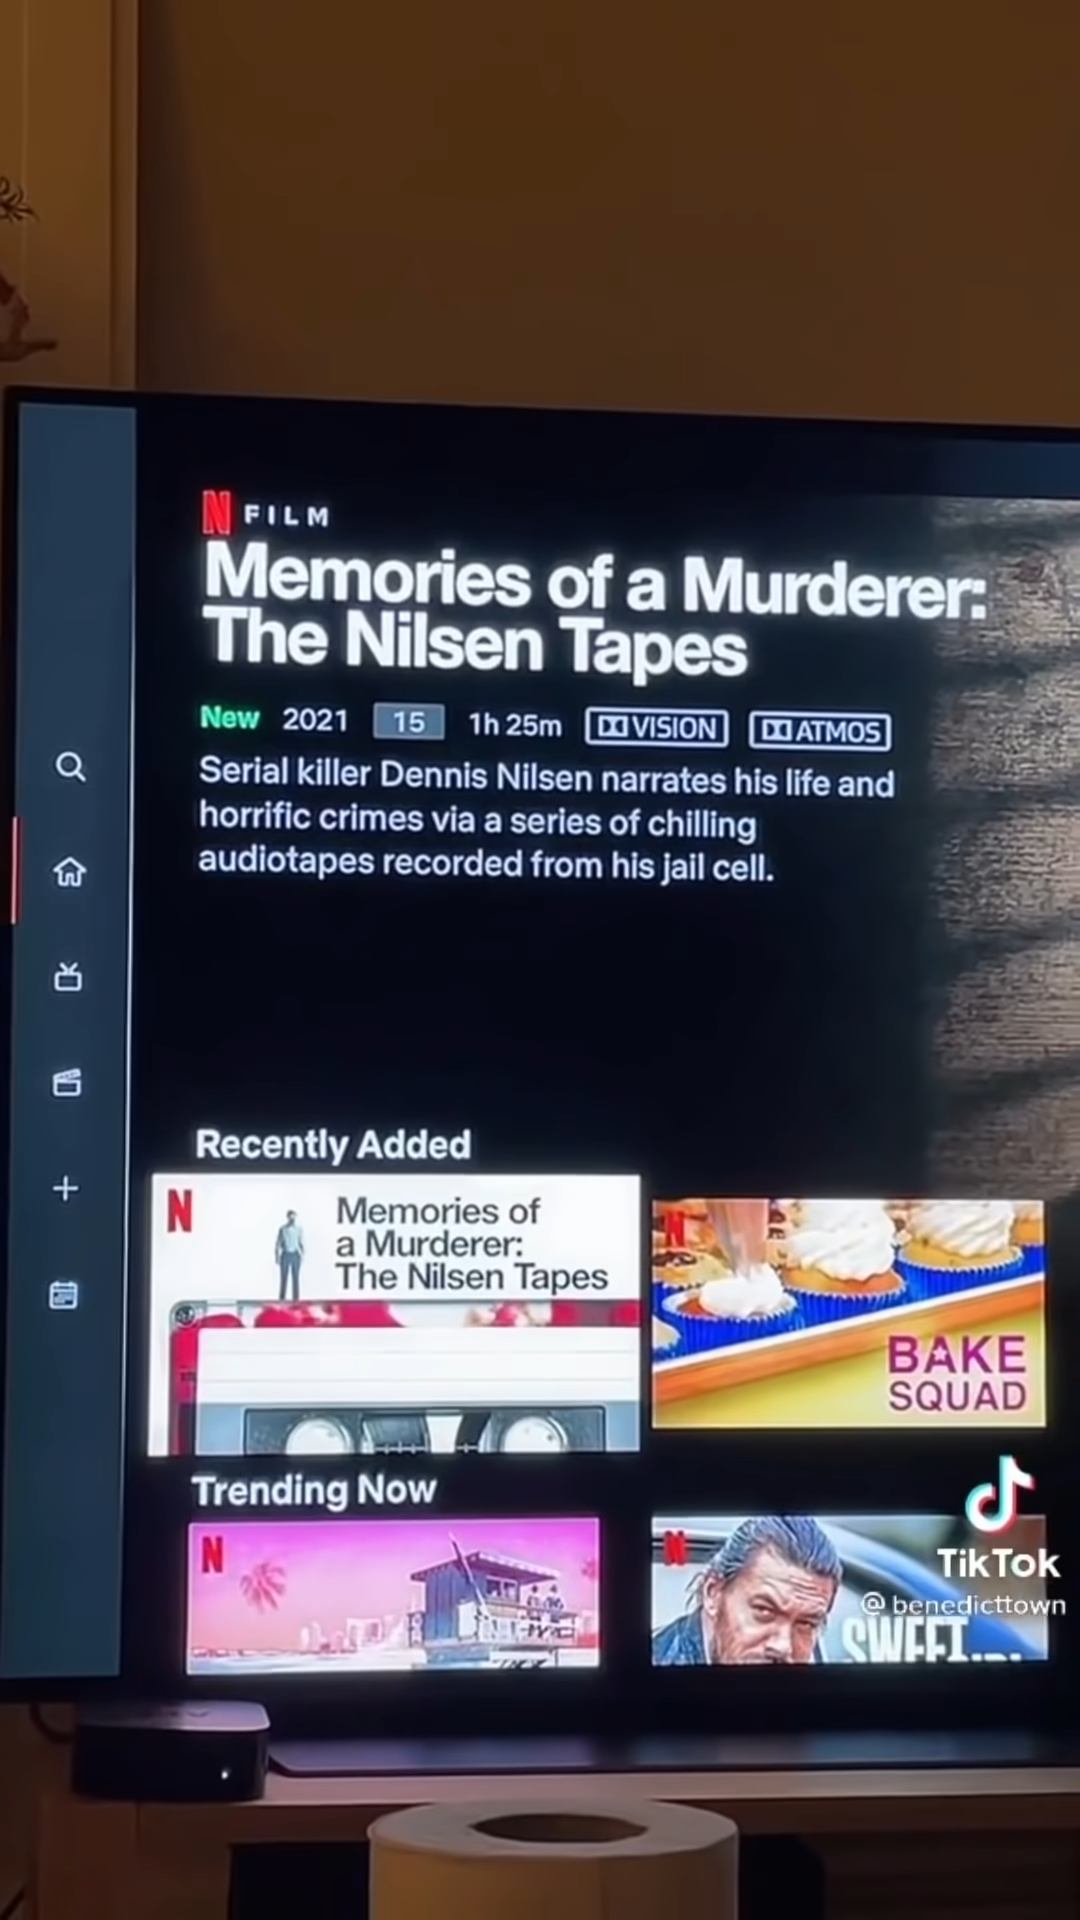 N FILM
Memories of a Murderer:
The Nilsen Tapes
New 2021 15 1h 25m VISION ATMOS
Serial killer Dennis Nilsen narrates his life and
horrific crimes via a series of chilling
audiotapes recorded from his jail cell.
Recently Added
N
Memories of
a Murderer:
The Nilsen Tapes
N
BAKE
SQUAD
Trending Now
N
N
SWEET
TikTok
@benedicttown